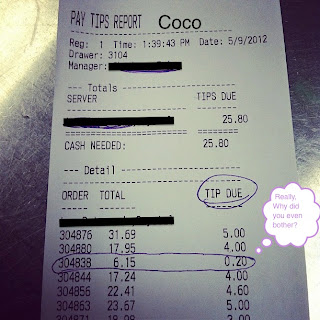 PAY TIPS REPORT Coco
Reg: 1 Time: 1:39:43 PM Date: 5/9/2012
Drawer: 3104
Manager:
--- Totals ---
SERVER TIPS DUE
25.80
CASH NEEDED: 25.80
--- Detail ---
ORDER TOTAL TIP DUE
304876 31.69 5.00
304880 17.95 4.00
304838 6.15 0.20
304844 17.24 4.00
304856 22.41 4.60
304863 23.67 5.00
Really,
Why did
you even
bother?